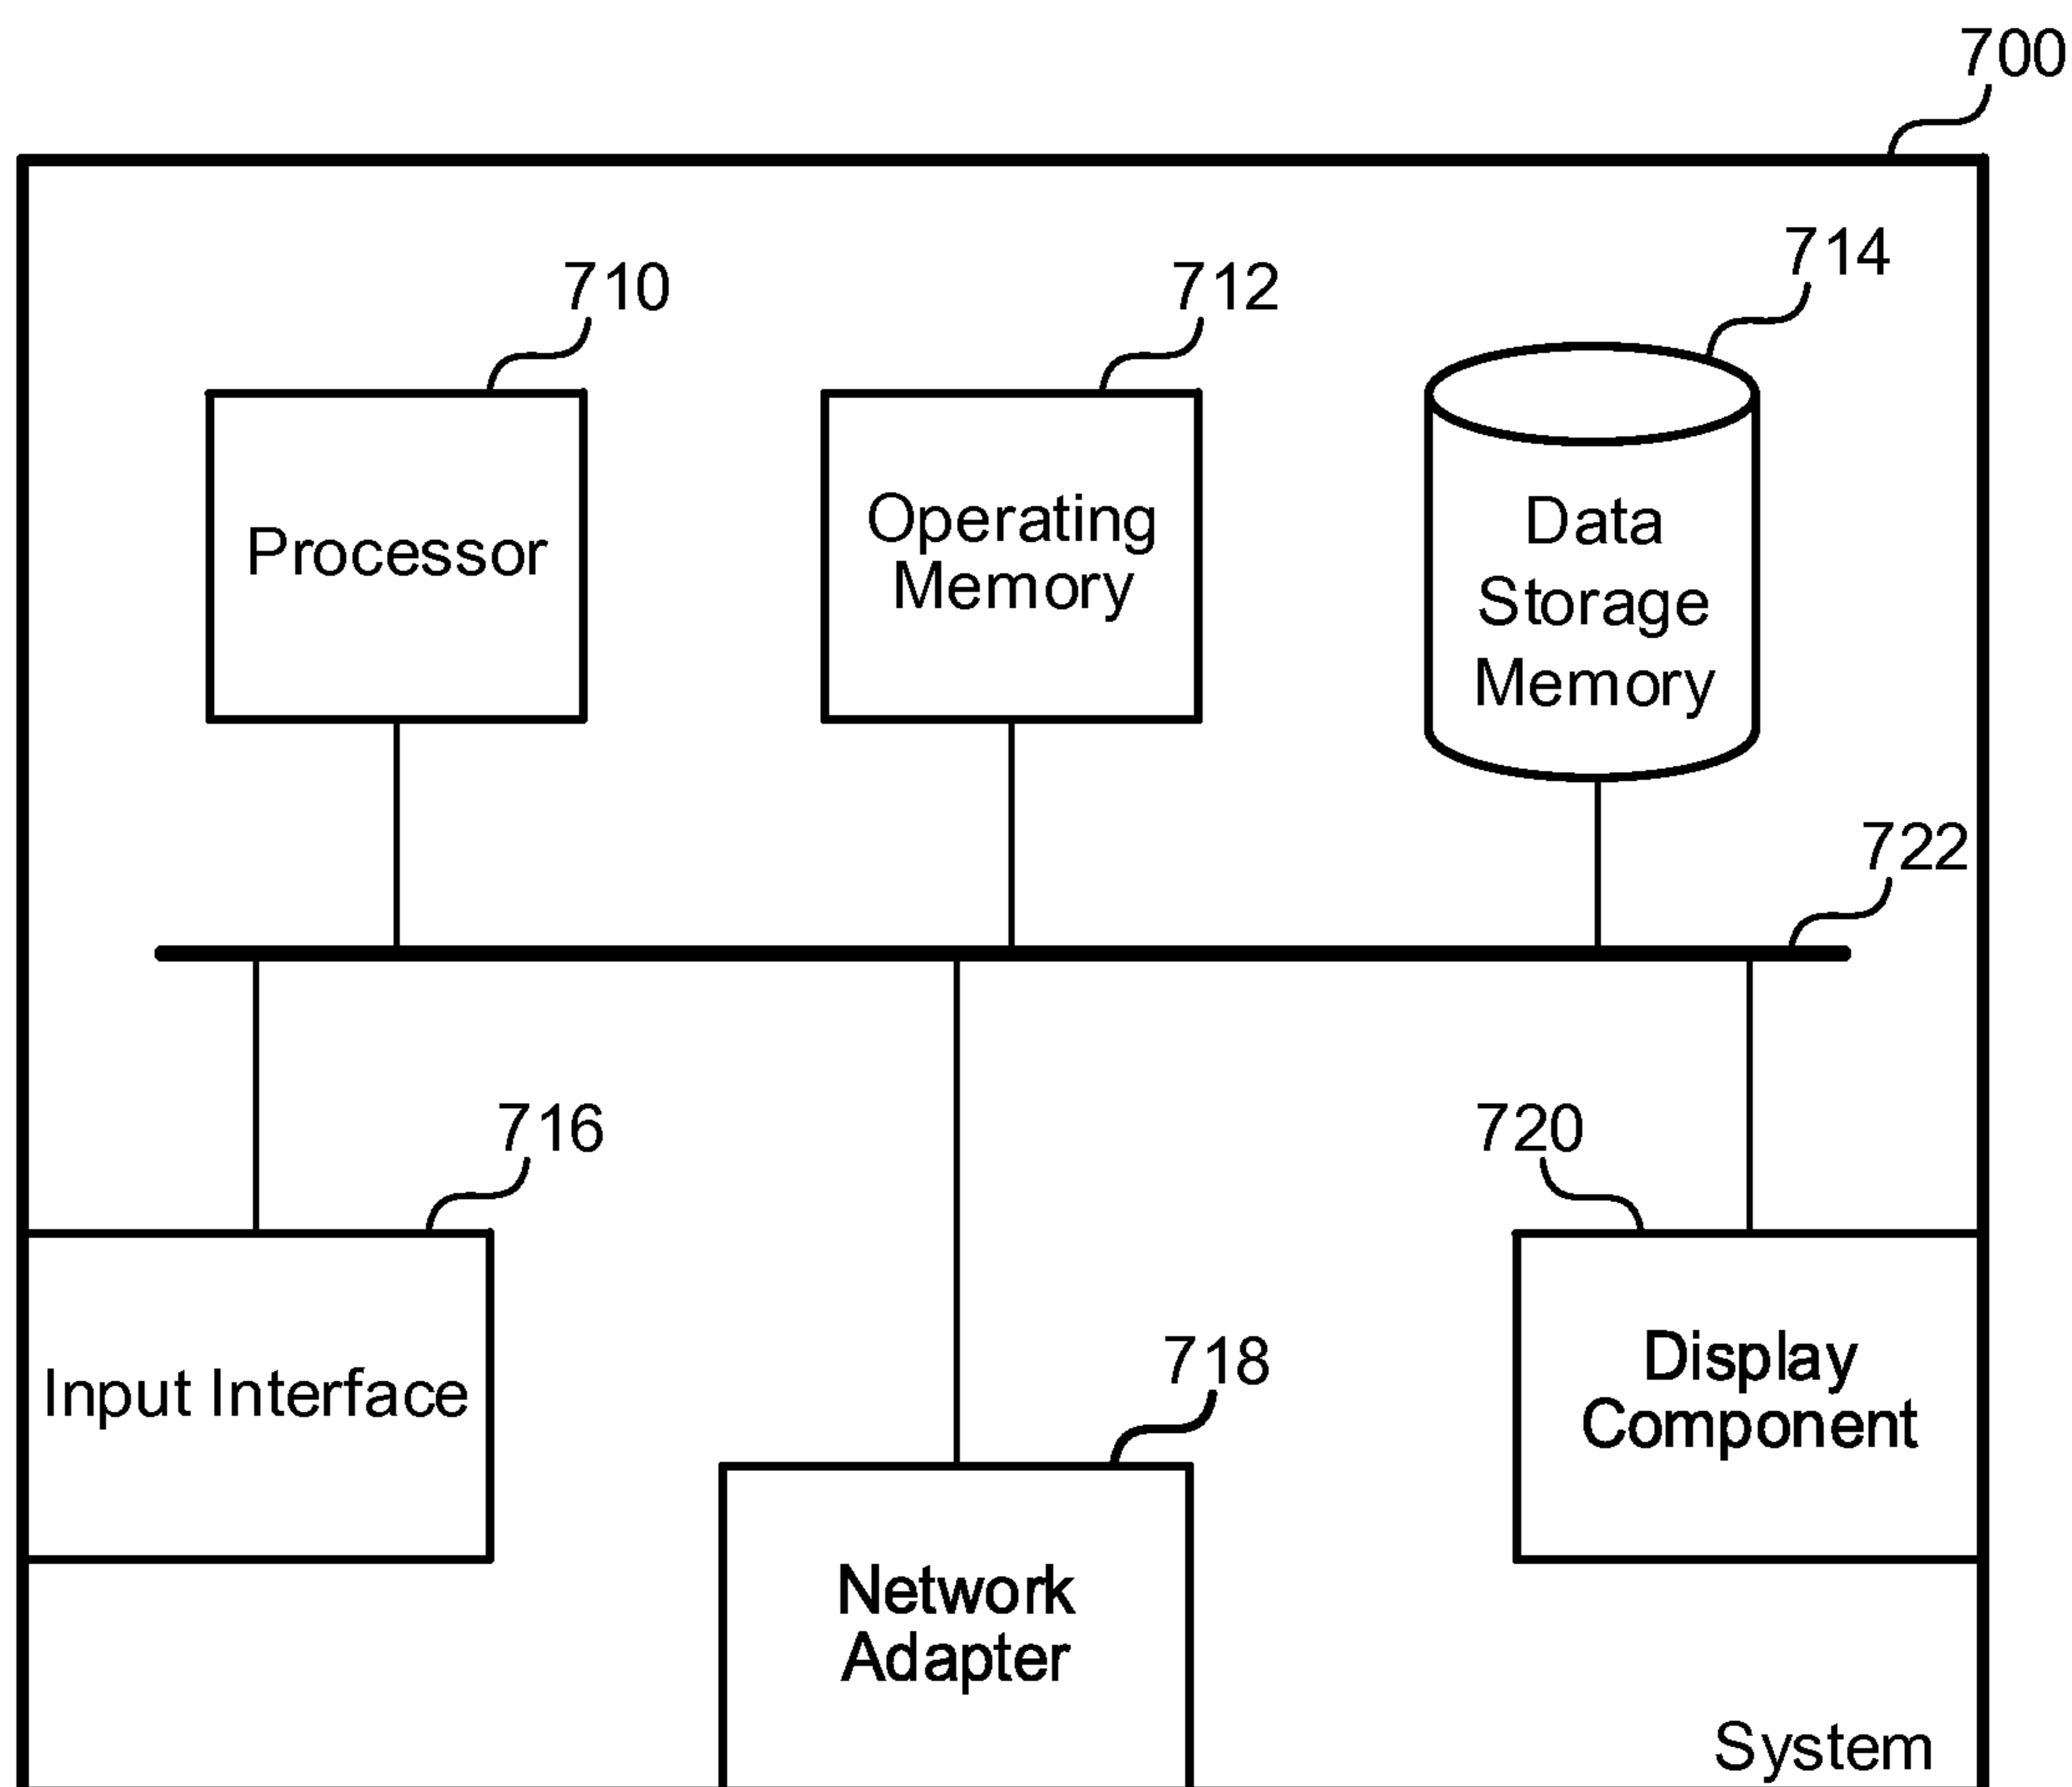 700
710
712
714
Processor
Operating
Memory
Data
Storage
Memory
722
716
720
718
Input Interface
Display
Component
Network
Adapter
System